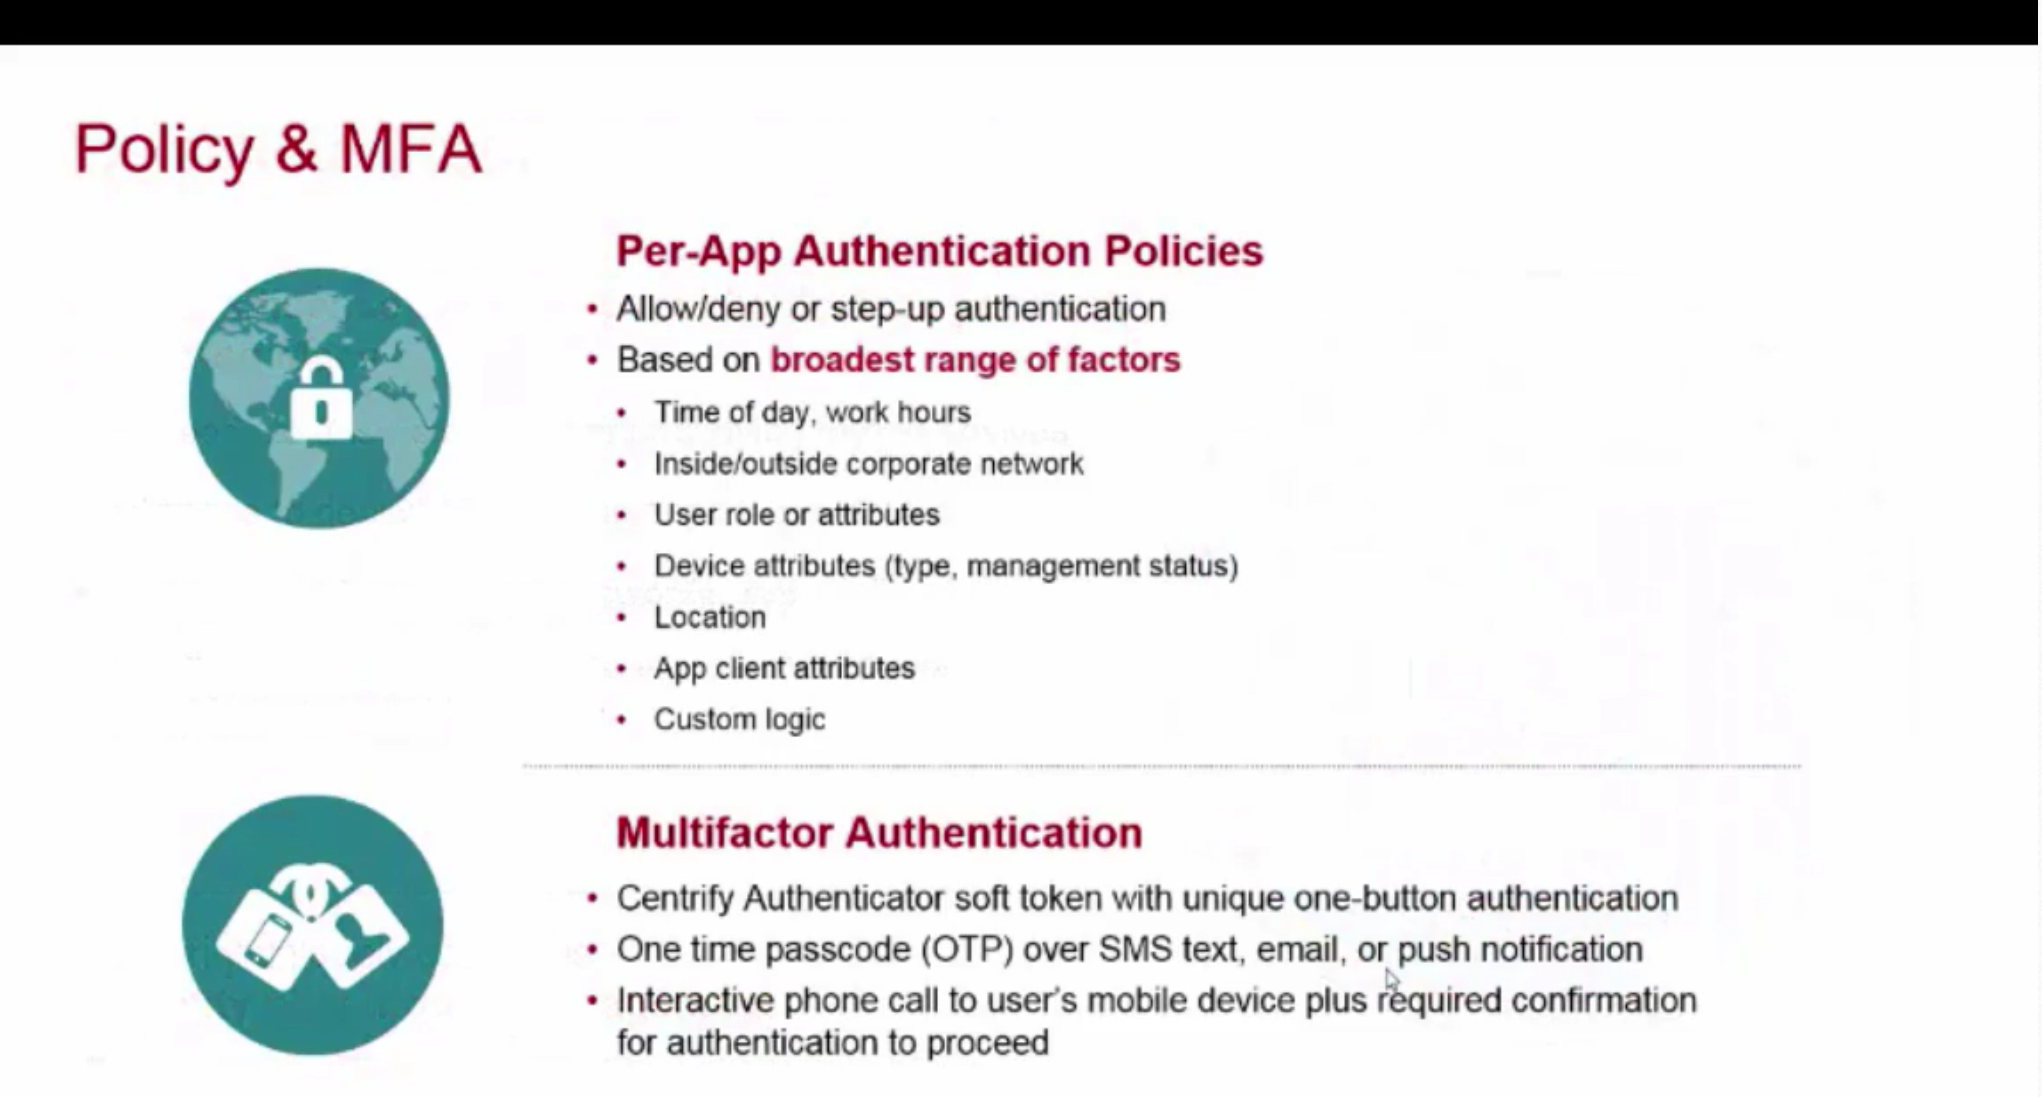 Policy & MFA
Per-App Authentication Policies
• Allow/deny or step-up authentication
• Based on broadest range of factors
• Time of day, work hours
• Inside/outside corporate network
• User role or attributes
• Device attributes (type, management status)
• Location
• App client attributes
• Custom logic
Multifactor Authentication
• Centrify Authenticator soft token with unique one-button authentication
• One time passcode (OTP) over SMS text, email, or push notification
• Interactive phone call to user's mobile device plus required confirmation
for authentication to proceed